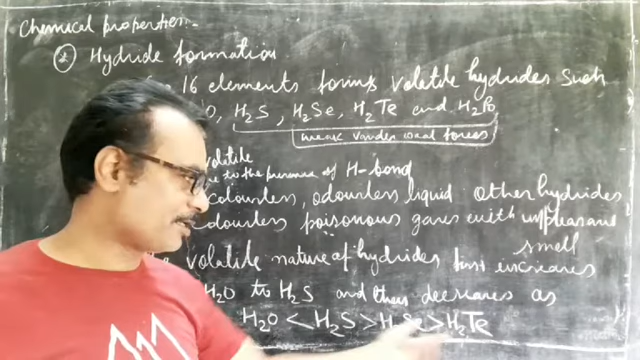 Chemical properties:-
② Hydride formation
16 elements forms volatile hydrides such
O, H₂S, H₂Se, H₂Te and H₂Po
weak vander waal forces
volatile
due to the presence of H-bond
colourless, odourless liquid other hydrides
colourless poisonous gases with unpleasant
smell
volatile nature of hydrides first increases
H₂O to H₂S and then decreases as
H₂O < H₂S > H₂Se > H₂Te